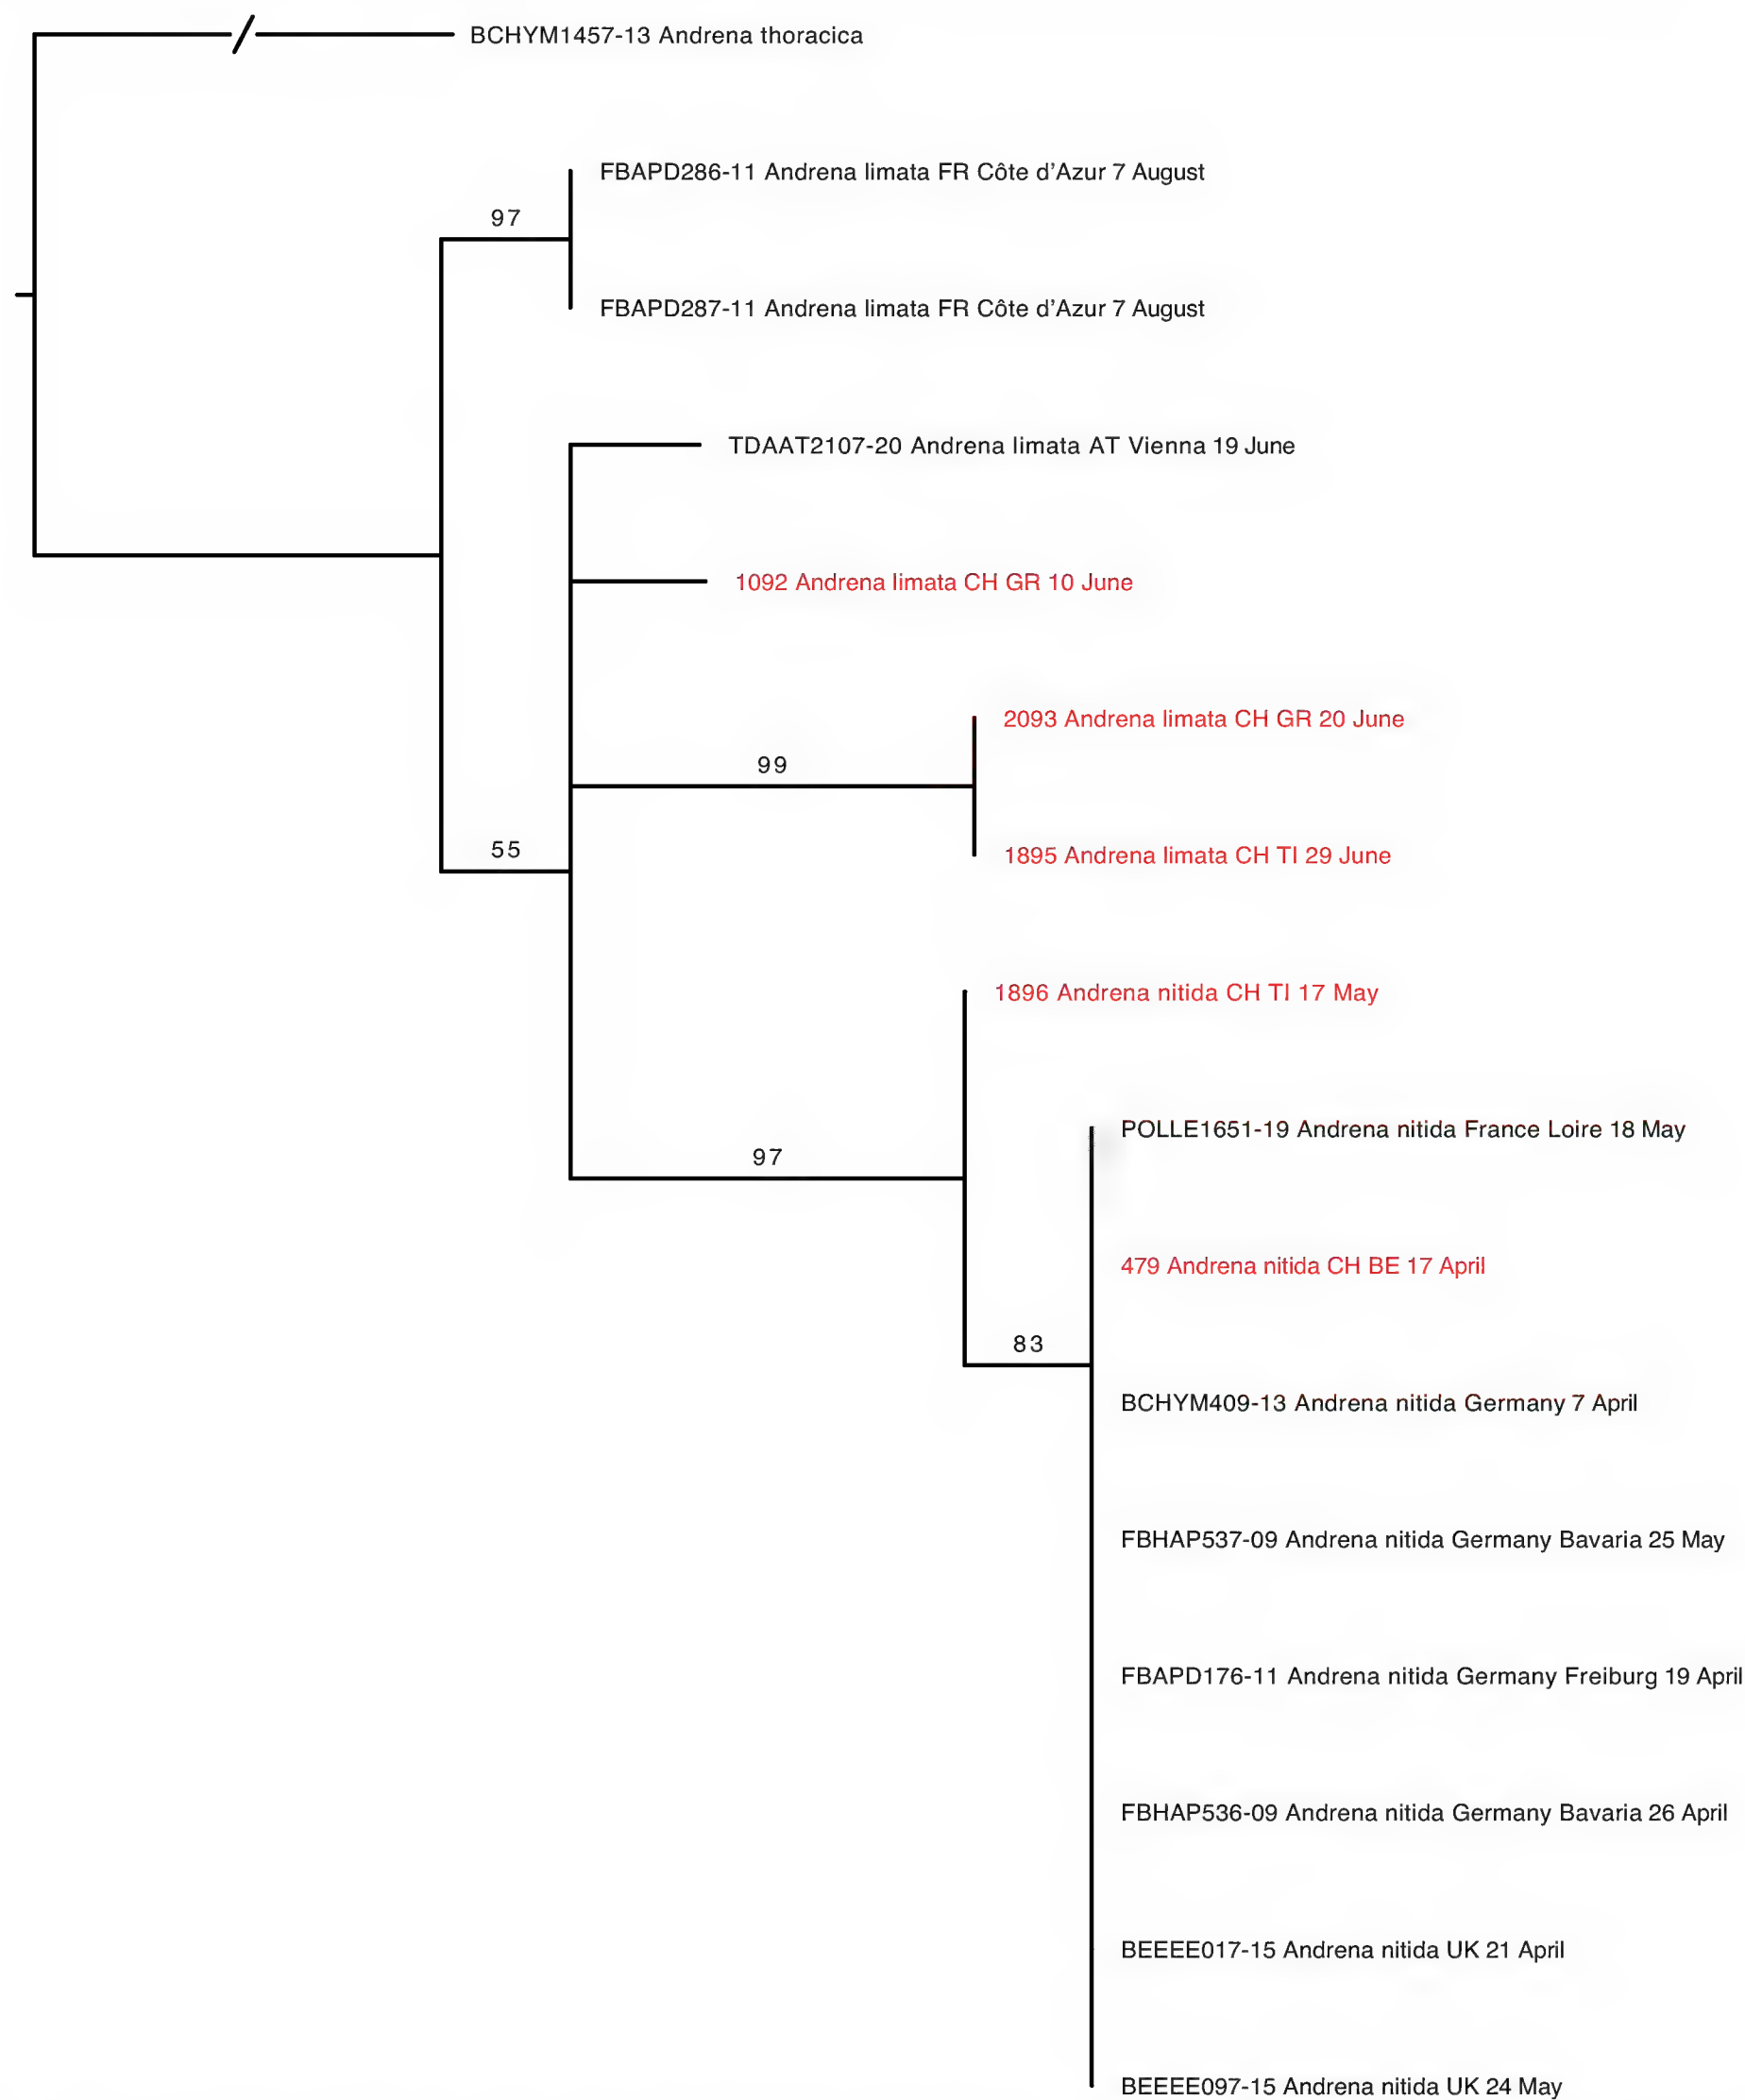 BCHYM1457-13 Andrena thoracica
FBAPD286-11 Andrena limata FR Côte d’Azur 7 August
97
FBAPD287-11 Andrena limata FR Côte d’Azur 7 August
TDAAT2107-20 Andrena limata AT Vienna 19 June
1092 Andrena limata CH GR 10 June
2093 Andrena limata CH GR 20 June
99
55
1895 Andrena limata CH TI 29 June
1896 Andrena nitida CH TI 17 May
POLLE1651-19 Andrena nitida France Loire 18 May
97
479 Andrena nitida CH BE 17 April
83
BCHYM409-13 Andrena nitida Germany 7 April
FBHAP537-09 Andrena nitida Germany Bavaria 25 May
FBAPD176-11 Andrena nitida Germany Freiburg 19 April
FBHAP536-09 Andrena nitida Germany Bavaria 26 April
BEEEE017-15 Andrena nitida UK 21 April
BEEEE097-15 Andrena nitida UK 24 May